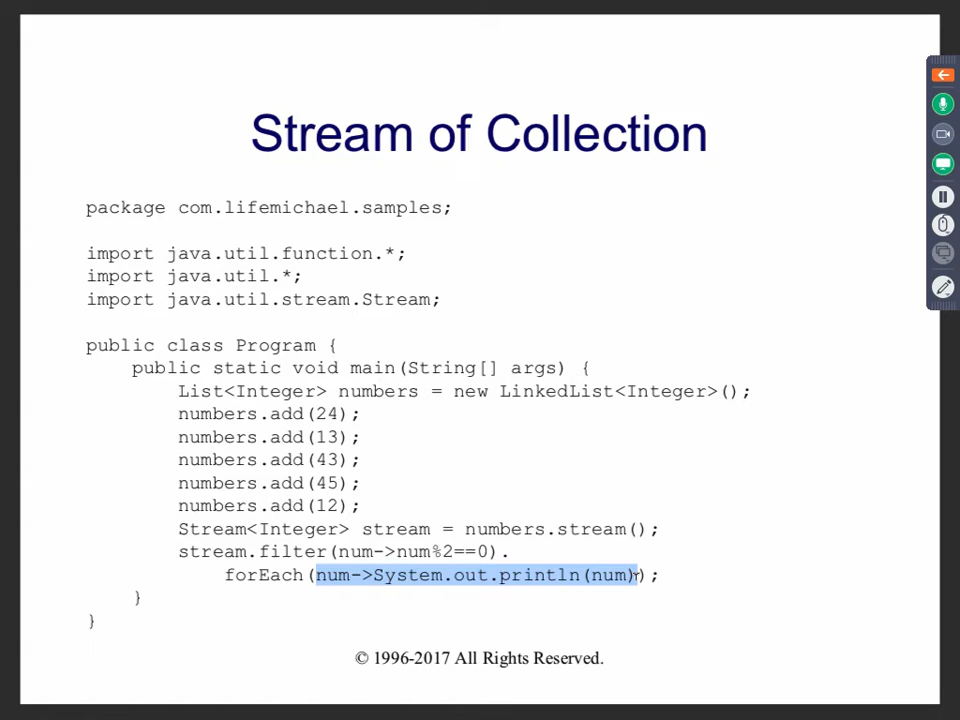 Stream of Collection
package com.lifemichael.samples;
import java.util.function.*;
import java.util.*;
import java.util.stream.Stream;
public class Program {
    public static void main(String[] args) {
        List<Integer> numbers = new LinkedList<Integer>();
        numbers.add(24);
        numbers.add(13);
        numbers.add(43);
        numbers.add(45);
        numbers.add(12);
        Stream<Integer> stream = numbers.stream();
        stream.filter(num->num%2==0).
            forEach(num->System.out.println(num));
    }
}
© 1996-2017 All Rights Reserved.